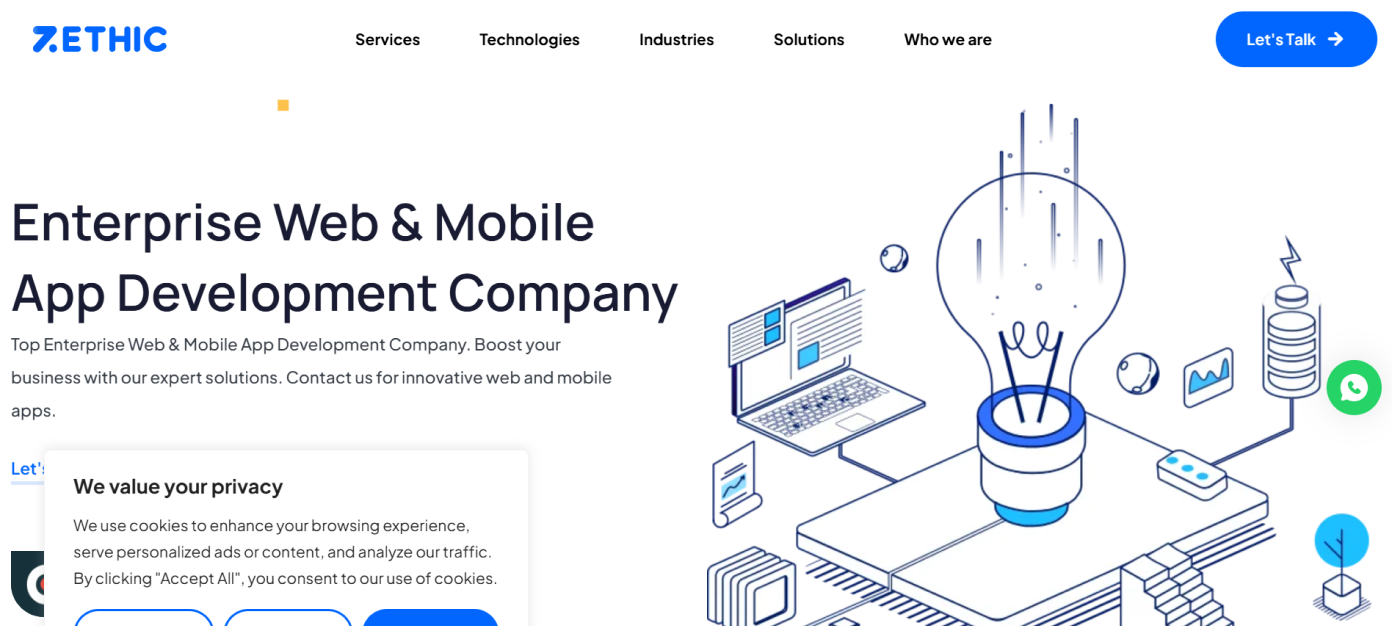 ZETHIC
Services
Technologies
Industries
Solutions
Who we are
Let's Talk
Enterprise Web & Mobile
App Development Company
Top Enterprise Web & Mobile App Development Company. Boost your
business with our expert solutions. Contact us for innovative web and mobile
apps.
Let's
We value your privacy
We use cookies to enhance your browsing experience,
serve personalized ads or content, and analyze our traffic.
By clicking "Accept All", you consent to our use of cookies.